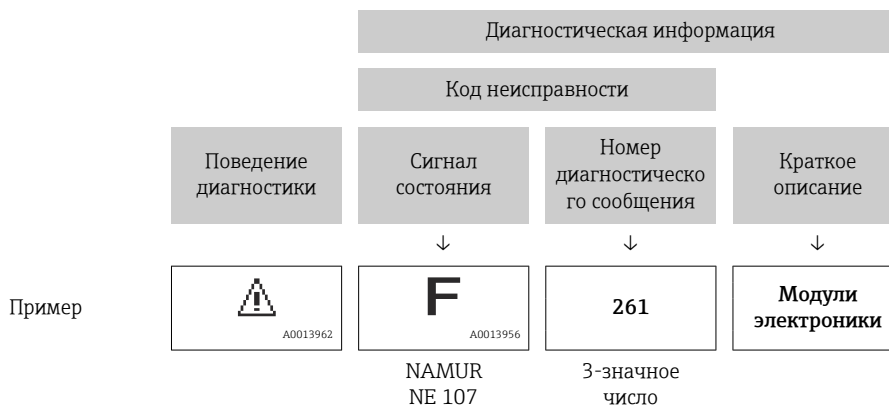 Диагностическая информация
Код неисправности
Поведение
диагностики
Сигнал
состояния
Номер
диагностическо
го сообщения
Краткое
описание
↓
↓
↓
Пример
A0013962
F
A0013956
261
Модули
электроники
NAMUR
NE 107
3-значное
число